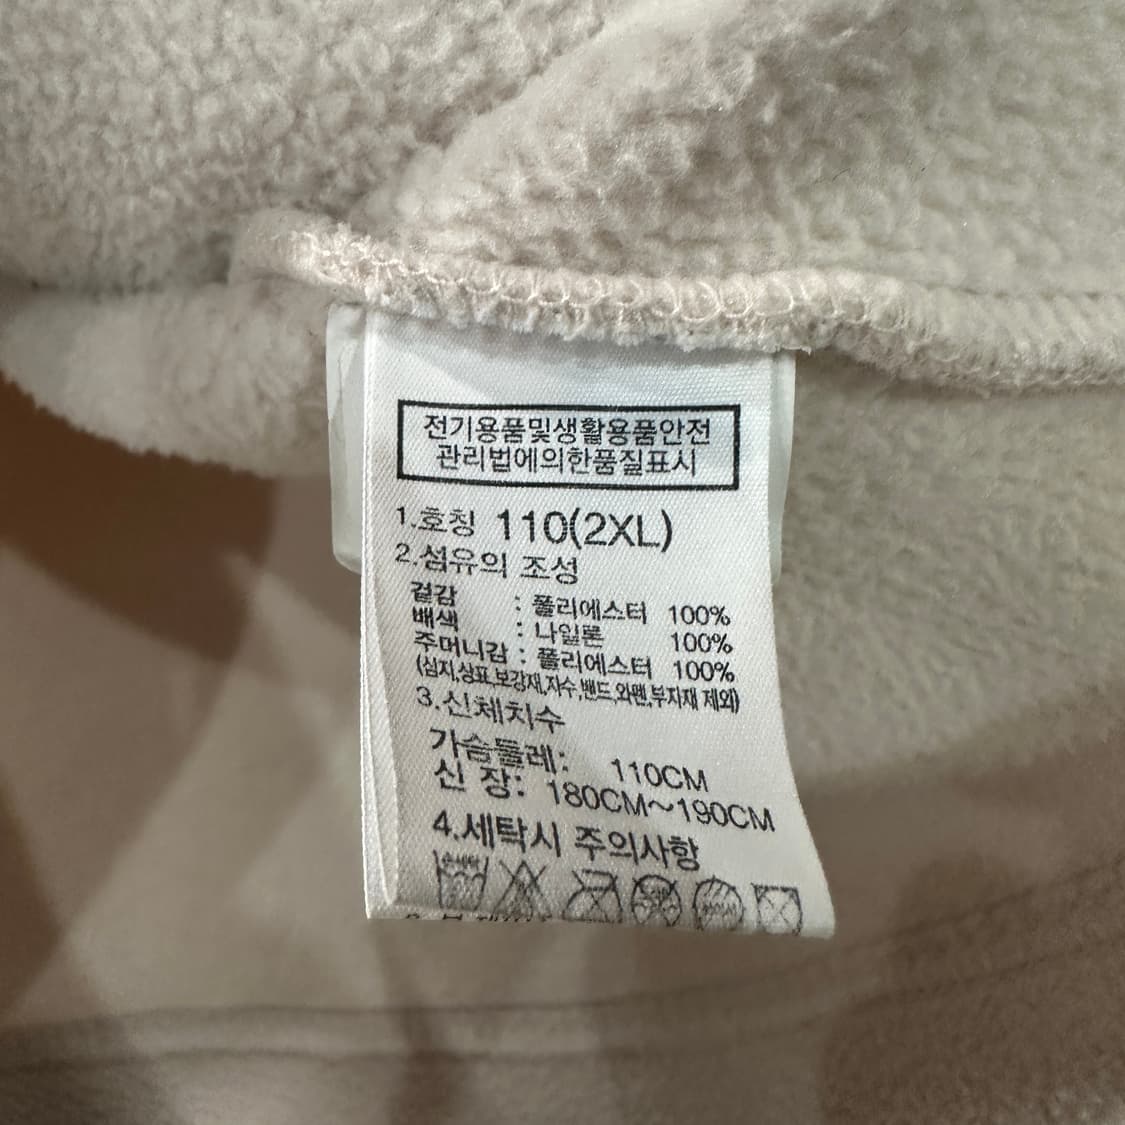 전기용품및생활용품안전
관리법에의한품질표시
1.호칭 110(2XL)
2.섬유의 조성
겉감 : 폴리에스터 100%
배색 : 나일론 100%
주머니감 : 폴리에스터 100%
(심지,상표,보강재,자수,밴드,와펜,부자재 제외)
3.신체치수
가슴둘레: 110CM
신 장: 180CM~190CM
4.세탁시 주의사항
손세탁